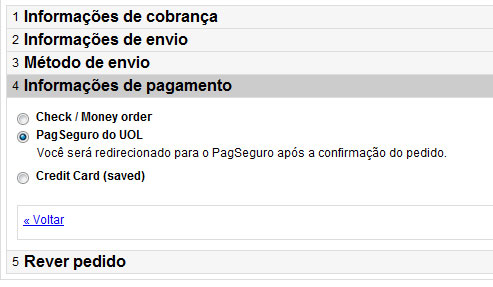 1 Informações de cobrança
2 Informações de envio
3 Método de envio
4 Informações de pagamento
Check / Money order
PagSeguro do UOL
Você será redirecionado para o PagSeguro após a confirmação do pedido.
Credit Card (saved)
« Voltar
5 Rever pedido